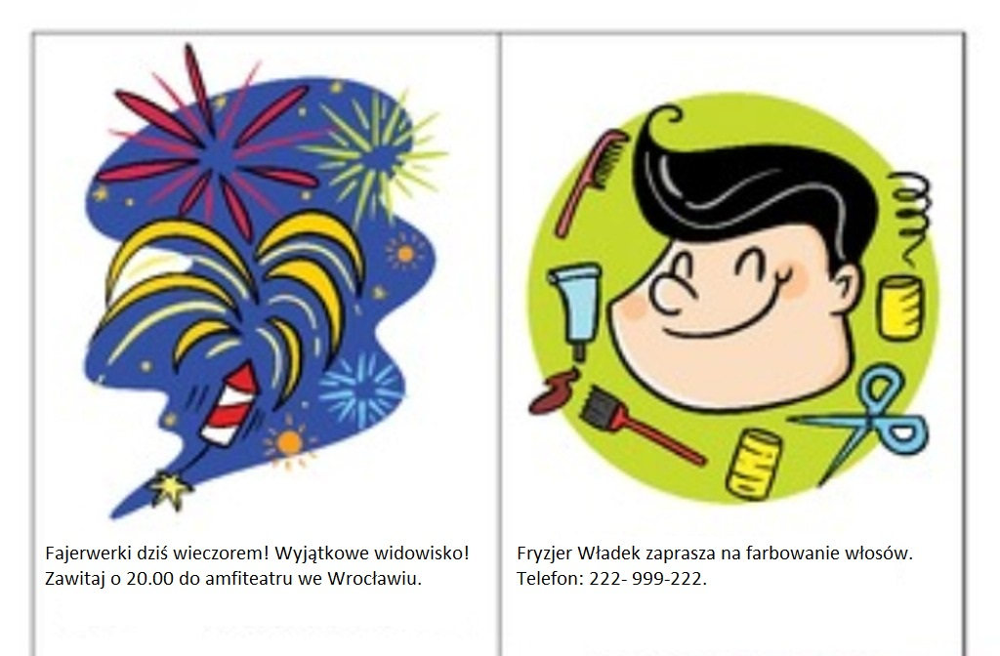 Fajerwerki dziś wieczorem! Wyjątkowe widowisko!
Zawitaj o 20.00 do amfiteatru we Wrocławiu.
Fryzjer Władek zaprasza na farbowanie włosów.
Telefon: 222- 999-222.